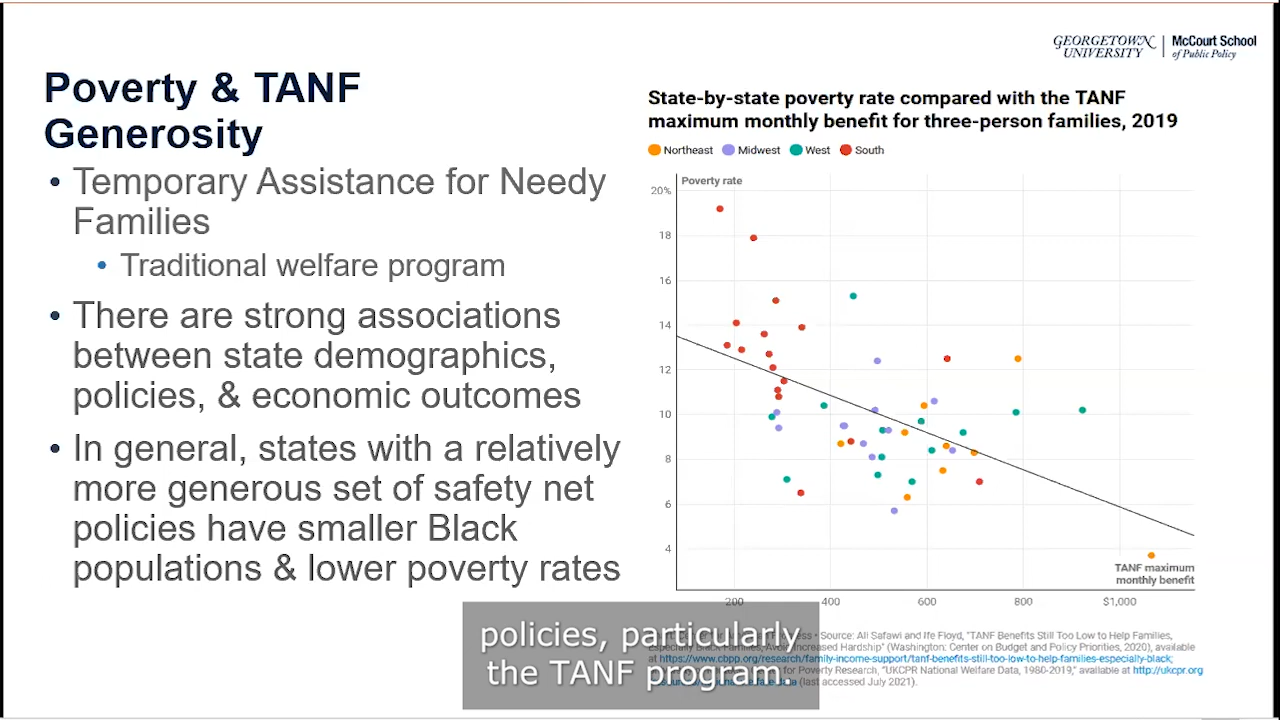 GEORGETOWN UNIVERSITY
McCourt School of Public Policy
Poverty & TANF
Generosity
• Temporary Assistance for Needy
Families
• Traditional welfare program
• There are strong associations
between state demographics,
policies, & economic outcomes
• In general, states with a relatively
more generous set of safety net
policies have smaller Black
populations & lower poverty rates
State-by-state poverty rate compared with the TANF
maximum monthly benefit for three-person families, 2019
Northeast Midwest West South
Poverty rate
20%
18
16
14
12
10
8
6
4
TANF maximum
monthly benefit
200 400 600 800 $1,000
policies, particularly
the TANF program.
• Source: Ali Safawi and Ife Floyd, "TANF Benefits Still Too Low to Help Families,
Especially Black Families, Avoid Increased Hardship" (Washington: Center on Budget and Policy Priorities, 2020), available
at https://www.cbpp.org/research/family-income-support/tanf-benefits-still-too-low-to-help-families-especially-black;
for Poverty Research, "UKCPR National Welfare Data, 1980-2019," available at http://ukcpr
(last accessed July 2021).